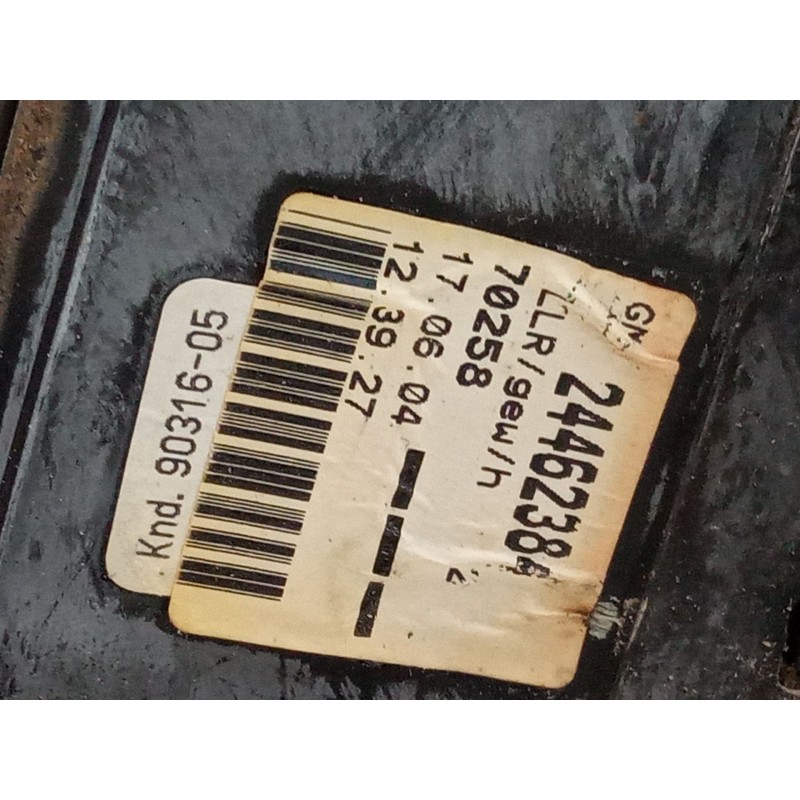 GM
24462384
LLR/gew/h
70258
17.06.04
12.39.27
Knd. 90316-05